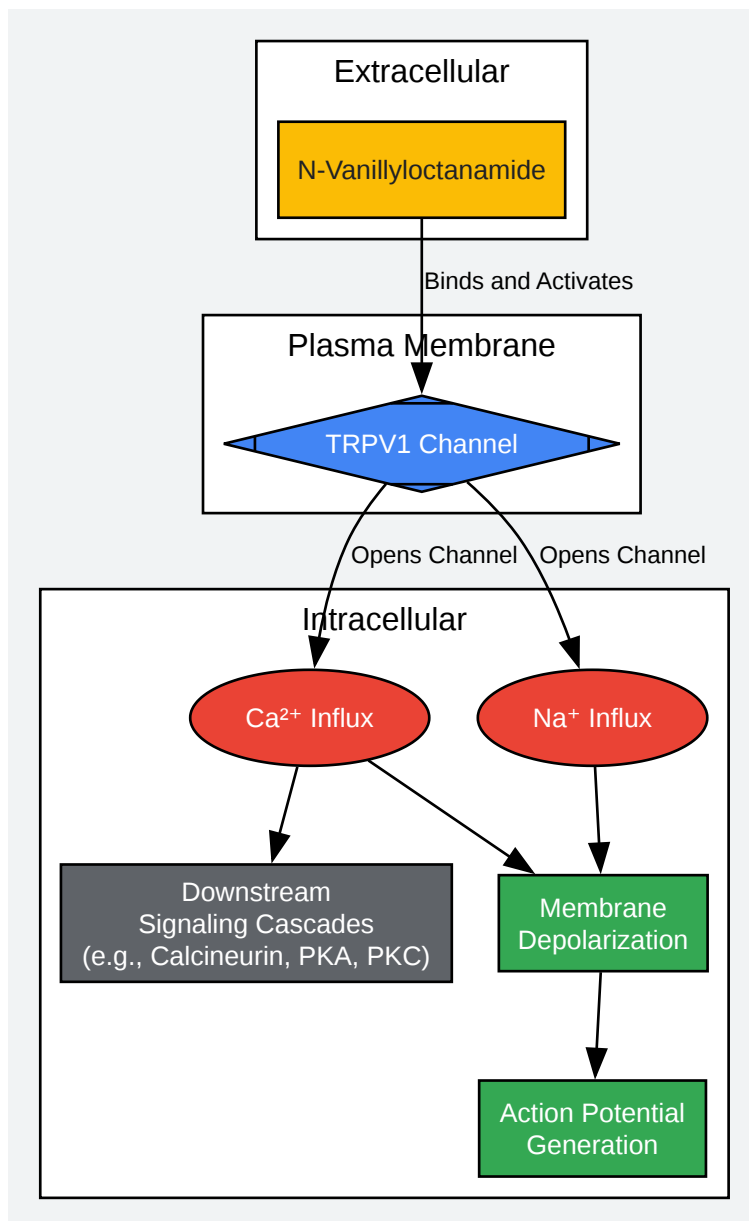 Extracellular
N-Vanillyloctanamide
Binds and Activates
Plasma Membrane
TRPV1 Channel
Opens Channel
Opens Channel
Intracellular
Ca²⁺ Influx
Na⁺ Influx
Downstream
Signaling Cascades
(e.g., Calcineurin, PKA, PKC)
Membrane
Depolarization
Action Potential
Generation